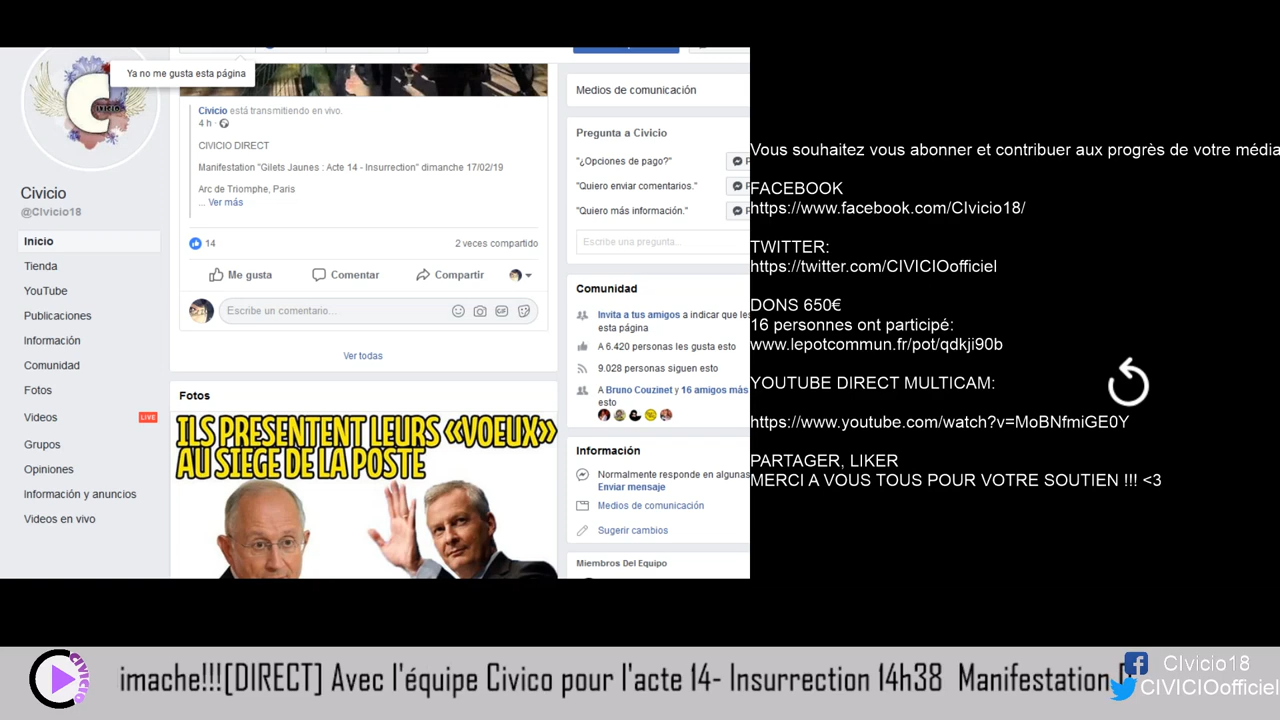 Ya no me gusta esta página
CIVICIO
Civicio
@CIvicio18
Inicio
Tienda
YouTube
Publicaciones
Información
Comunidad
Fotos
Videos
LIVE
Grupos
Opiniones
Información y anuncios
Videos en vivo
Civicio está transmitiendo en vivo.
4 h ·
CIVICIO DIRECT
Manifestation "Gilets Jaunes : Acte 14 - Insurrection" dimanche 17/02/19
Arc de Triomphe, Paris
... Ver más
14
2 veces compartido
Me gusta
Comentar
Compartir
Escribe un comentario...
GIF
Ver todas
Fotos
ILS PRESENTENT LEURS «VOEUX»
AU SIEGE DE LA POSTE
Medios de comunicación
Pregunta a Civicio
"¿Opciones de pago?"
"Quiero enviar comentarios."
"Quiero más información."
Escribe una pregunta...
Comunidad
Invita a tus amigos a indicar que les
esta página
A 6.420 personas les gusta esto
9.028 personas siguen esto
A Bruno Couzinet y 16 amigos más
esto
Información
Normalmente responde en algunas
Enviar mensaje
Medios de comunicación
Sugerir cambios
Miembros Del Equipo
Vous souhaitez vous abonner et contribuer aux progrès de votre média
FACEBOOK
https://www.facebook.com/CIvicio18/
TWITTER:
https://twitter.com/CIVICIOofficiel
DONS 650€
16 personnes ont participé:
www.lepotcommun.fr/pot/qdkjji90b
YOUTUBE DIRECT MULTICAM:
https://www.youtube.com/watch?v=MoBNfmiGE0Y
PARTAGER, LIKER
MERCI A VOUS TOUS POUR VOTRE SOUTIEN !!! <3
CIVICIO
imache!!![DIRECT] Avec l'équipe Civico pour l'acte 14- Insurrection 14h38 Manifestation
CIvicio18
CIVICIOofficiel